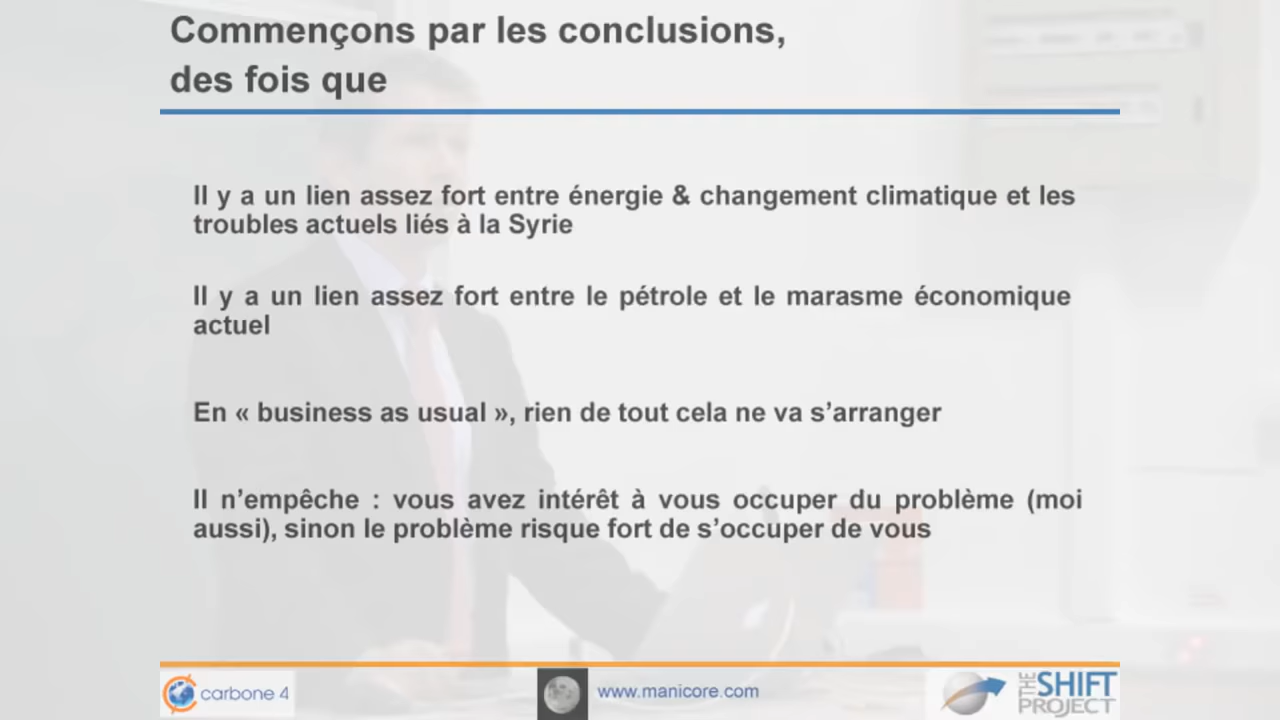 Commençons par les conclusions,
des fois que
Il y a un lien assez fort entre énergie & changement climatique et les
troubles actuels liés à la Syrie
Il y a un lien assez fort entre le pétrole et le marasme économique
actuel
En « business as usual », rien de tout cela ne va s’arranger
Il n’empêche : vous avez intérêt à vous occuper du problème (moi
aussi), sinon le problème risque fort de s’occuper de vous
carbone 4
www.manicore.com
THE SHIFT
PROJECT